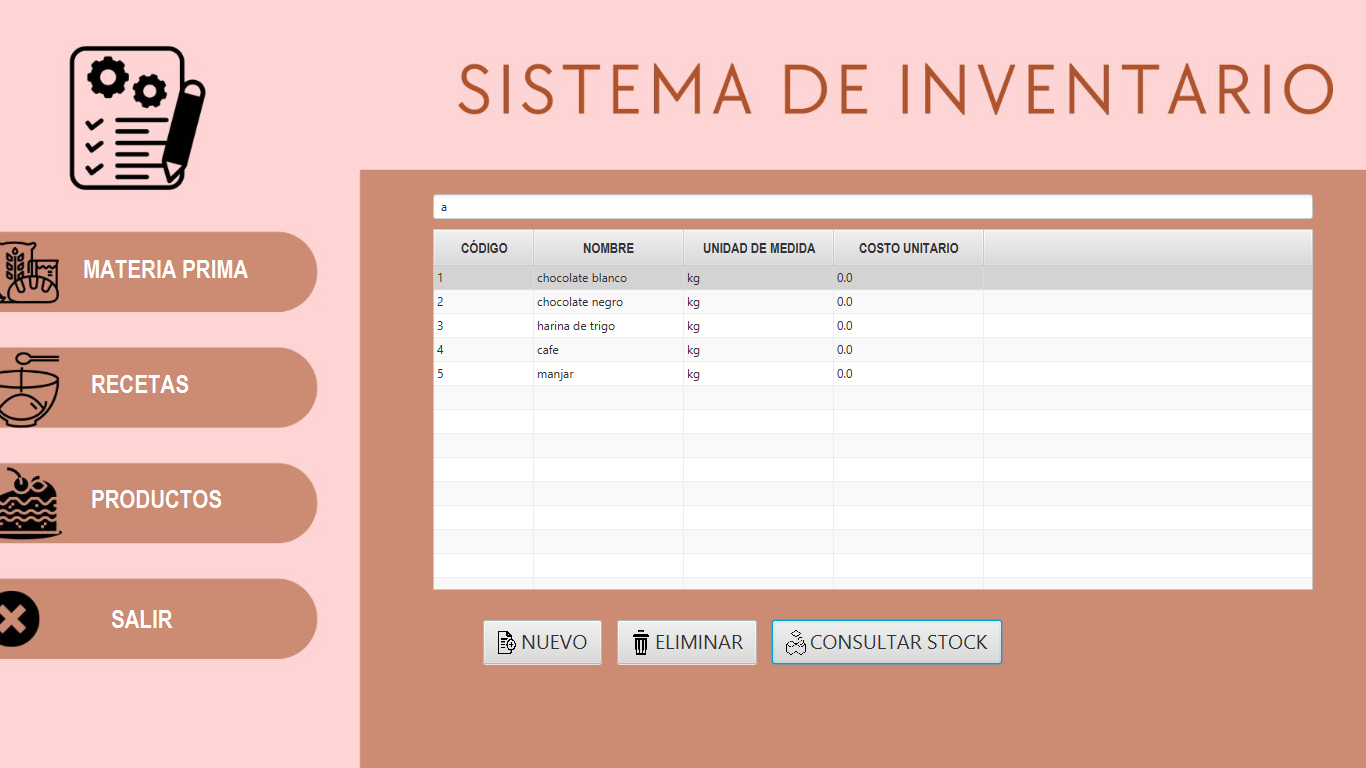 SISTEMA DE INVENTARIO
MATERIA PRIMA
RECETAS
PRODUCTOS
SALIR
a
CÓDIGO NOMBRE UNIDAD DE MEDIDA COSTO UNITARIO
1 chocolate blanco kg 0.0
2 chocolate negro kg 0.0
3 harina de trigo kg 0.0
4 cafe kg 0.0
5 manjar kg 0.0
NUEVO ELIMINAR CONSULTAR STOCK